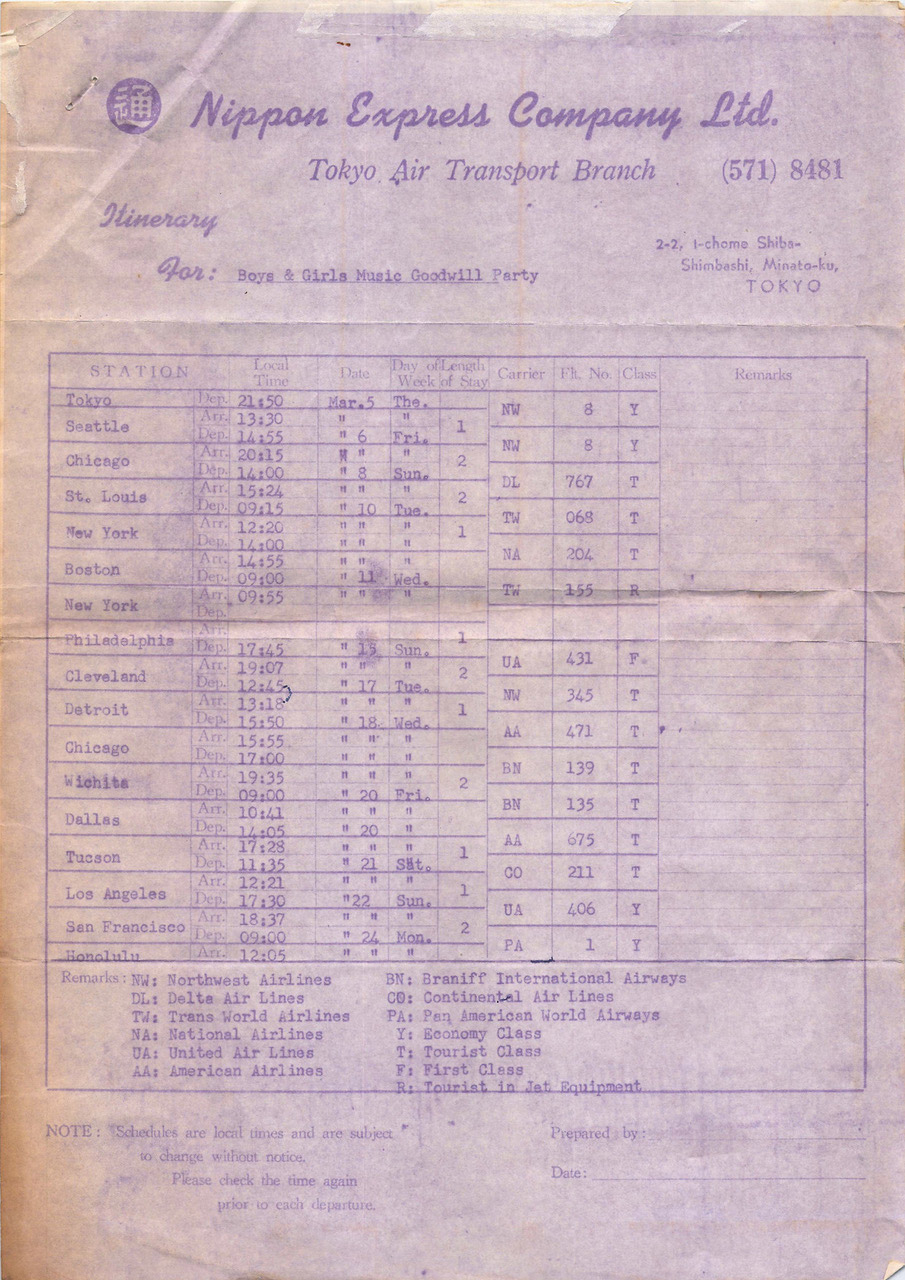 通 Nippon Express Company Ltd.
Tokyo Air Transport Branch (571) 8481
Itinerary
2-2, 1-chome Shiba-
Shimbashi, Minato-ku,
TOKYO
For: Boys & Girls Music Goodwill Party
STATION Local Time Date Day of Week Length of Stay Carrier Flt. No. Class Remarks
Tokyo Dep. 21:50 Mar.5 The. NW 8 Y
Seattle Arr. 13:30 " " 1
Dep. 14:55 " 6 Fri. NW 8 Y
Chicago Arr. 20:15 " " " 2
Dep. 14:00 " 8 Sun. DL 767 T
St. Louis Arr. 15:24 " " " 2
Dep. 09:15 " 10 Tue. TW 068 T
New York Arr. 12:20 " " " 1
Dep. 14:00 " " " NA 204 T
Boston Arr. 14:55 " " "
Dep. 09:00 " 11 Wed. TW 155 R
New York Arr. 09:55 " " "
Dep.
Philadelphia Arr. 1
Dep. 17:45 " 15 Sun. UA 431 F
Cleveland Arr. 19:07 " " " 2
Dep. 12:45 " 17 Tue. NW 345 T
Detroit Arr. 13:18 " " " 1
Dep. 15:50 " 18 Wed. AA 471 T
Chicago Arr. 15:55 " " "
Dep. 17:00 BN 139 T
Wichita Arr. 19:35 " " " 2
Dep. 09:00 " 20 Fri. BN 135 T
Dallas Arr. 10:41 " " "
Dep. 14:05 " 20 " AA 675 T
Tucson Arr. 17:28 " " " 1
Dep. 11:35 " 21 Sat. CO 211 T
Los Angeles Arr. 12:21 " " " 1
Dep. 17:30 "22 Sun. UA 406 Y
San Francisco Arr. 18:37 " " " 2
Dep. 09:00 " 24 Mon. PA 1 Y
Honolulu Arr. 12:05 " " "
Remarks: NW: Northwest Airlines BN: Braniff International Airways
DL: Delta Air Lines CO: Continental Air Lines
TW: Trans World Airlines PA: Pan American World Airways
NA: National Airlines Y: Economy Class
UA: United Air Lines T: Tourist Class
AA: American Airlines F: First Class
R: Tourist in Jet Equipment
NOTE: Schedules are local times and are subject
to change without notice.
Please check the time again
prior to each departure.
Prepared by:
Date: